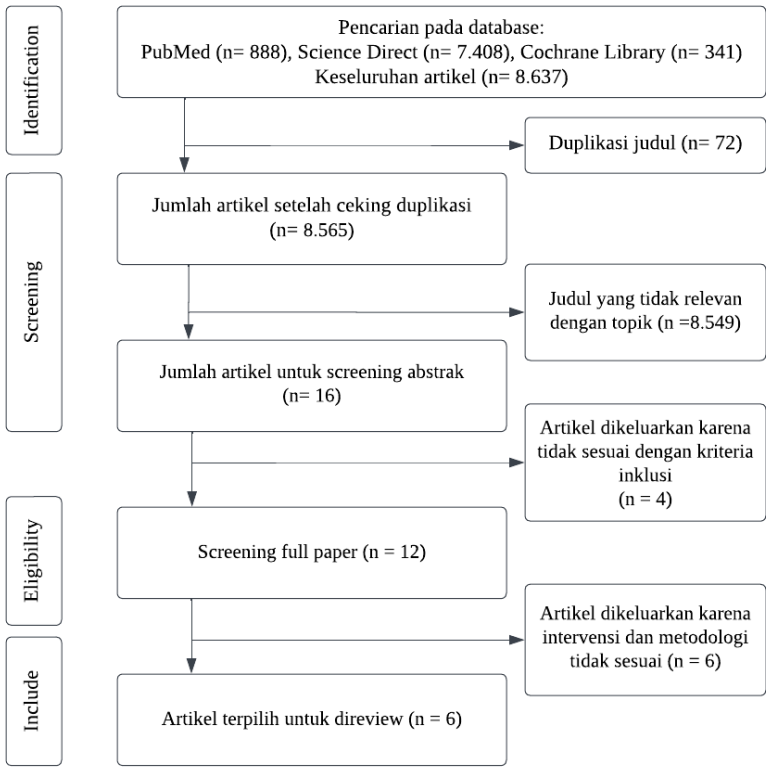 Identification
Pencarian pada database:
PubMed (n= 888), Science Direct (n= 7.408), Cochrane Library (n= 341)
Keseluruhan artikel (n= 8.637)
Duplikasi judul (n= 72)
Screening
Jumlah artikel setelah ceking duplikasi
(n= 8.565)
Judul yang tidak relevan
dengan topik (n =8.549)
Jumlah artikel untuk screening abstrak
(n= 16)
Artikel dikeluarkan karena
tidak sesuai dengan kriteria
inklusi
(n = 4)
Eligibility
Screening full paper (n = 12)
Artikel dikeluarkan karena
intervensi dan metodologi
tidak sesuai (n = 6)
Include
Artikel terpilih untuk direview (n = 6)